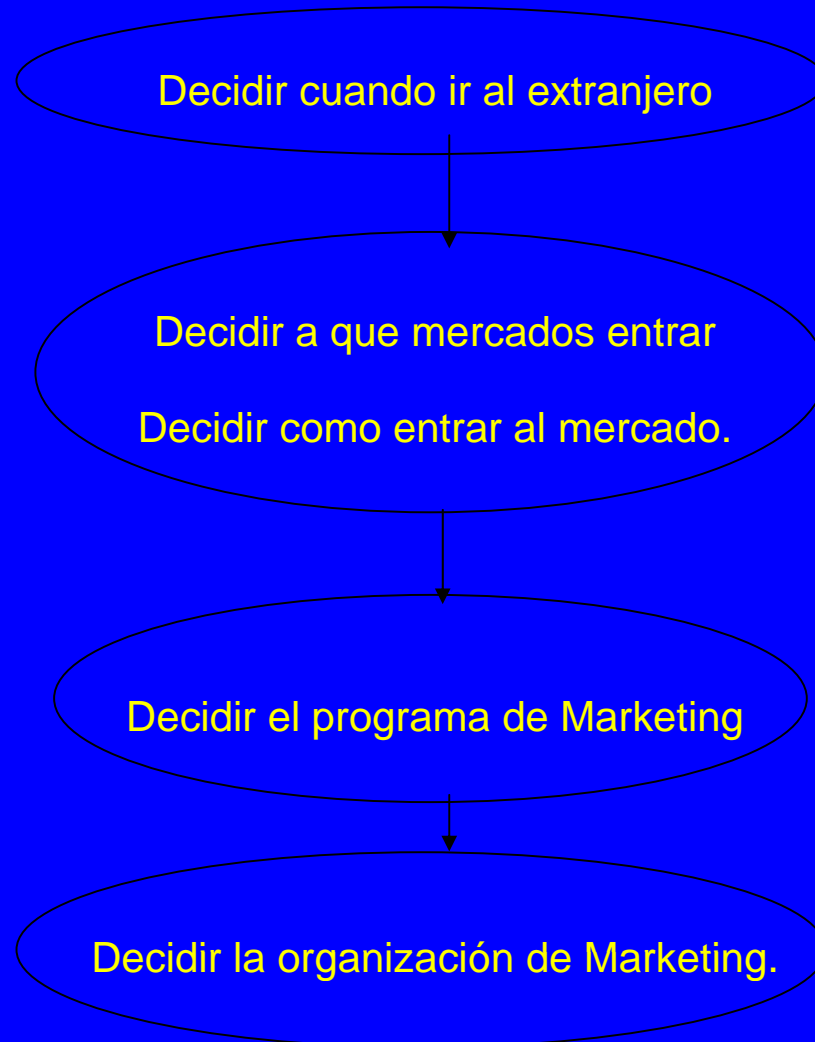 Decidir cuando ir al extranjero
Decidir a que mercados entrar
Decidir como entrar al mercado.
Decidir el programa de Marketing
Decidir la organización de Marketing.